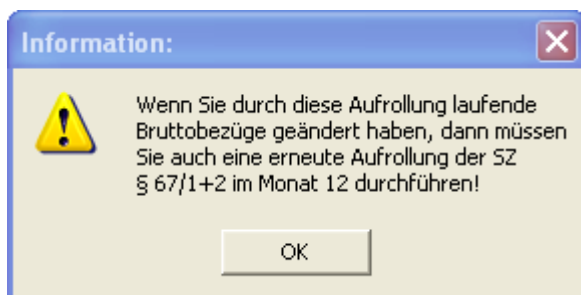 Information:
Wenn Sie durch diese Aufrollung laufende
Bruttobezüge geändert haben, dann müssen
Sie auch eine erneute Aufrollung der SZ
§ 67/1+2 im Monat 12 durchführen!
OK